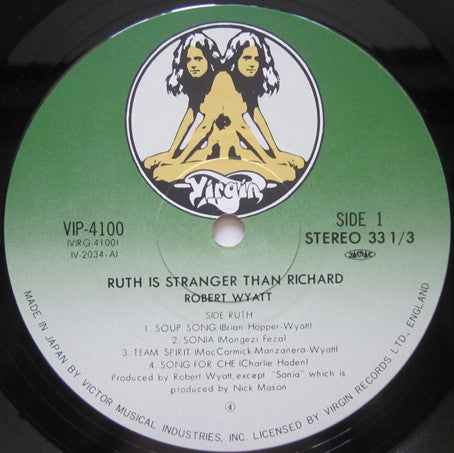 Virgin
VIP-4100
(VIRG-4100)
(V-2034-A)
SIDE 1
STEREO 33 1/3
JASRAC
RUTH IS STRANGER THAN RICHARD
ROBERT WYATT
SIDE RUTH
1. SOUP SONG (Brian Hopper-Wyatt)
2. SONIA (Mongezi Feza)
3. TEAM SPIRIT (MacCormick-Manzanera-Wyatt)
4. SONG FOR CHE (Charlie Haden)
Produced by Robert Wyatt, except "Sonia" which is
produced by Nick Mason
4
MADE IN JAPAN BY VICTOR MUSICAL INDUSTRIES, INC. LICENSED BY VIRGIN RECORDS LTD., ENGLAND